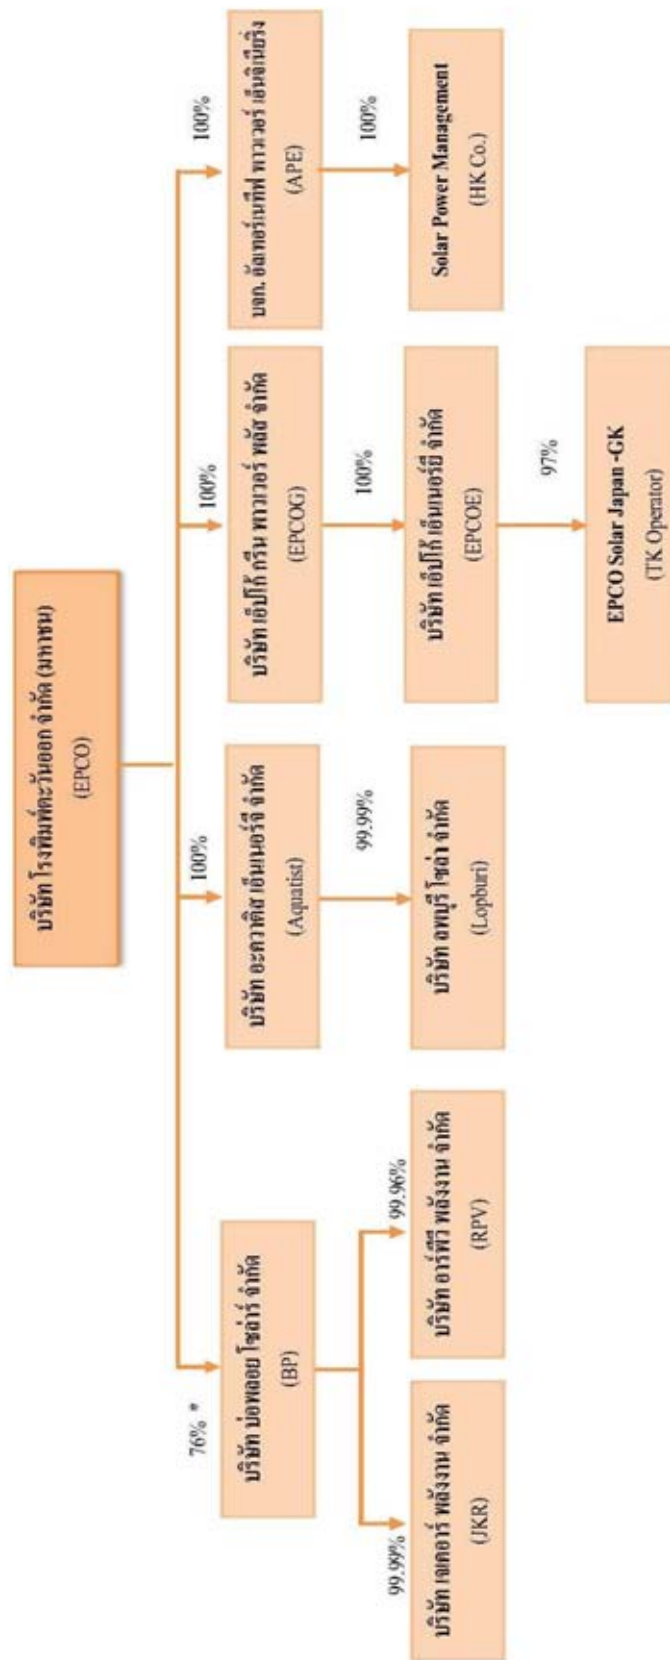 บริษัท โรงพิมพ์ตะวันออก จำกัด (มหาชน)
(EPCO)
76% *
100%
100%
100%
บริษัท บ่อพลอย โซล่าร์ จำกัด
(BP)
บริษัท อะควาติส เอ็นเนอร์จี จำกัด
(Aquatist)
บริษัท เอ็ปโก้ กรีน พาวเวอร์ พลัส จำกัด
(EPCOG)
บจก. อัลเทอร์เนทีฟ พาวเวอร์ เอ็นจิเนียริ่ง
(APE)
99.99%
99.96%
99.99%
100%
100%
บริษัท เจเคอาร์ พลังงาน จำกัด
(JKR)
บริษัท อาร์พีวี พลังงาน จำกัด
(RPV)
บริษัท ลพบุรี โซล่า จำกัด
(Lopburi)
บริษัท เอ็ปโก้ เอ็นเนอร์ยี จำกัด
(EPCOE)
Solar Power Management
(HK Co.)
97%
EPCO Solar Japan -GK
(TK Operator)